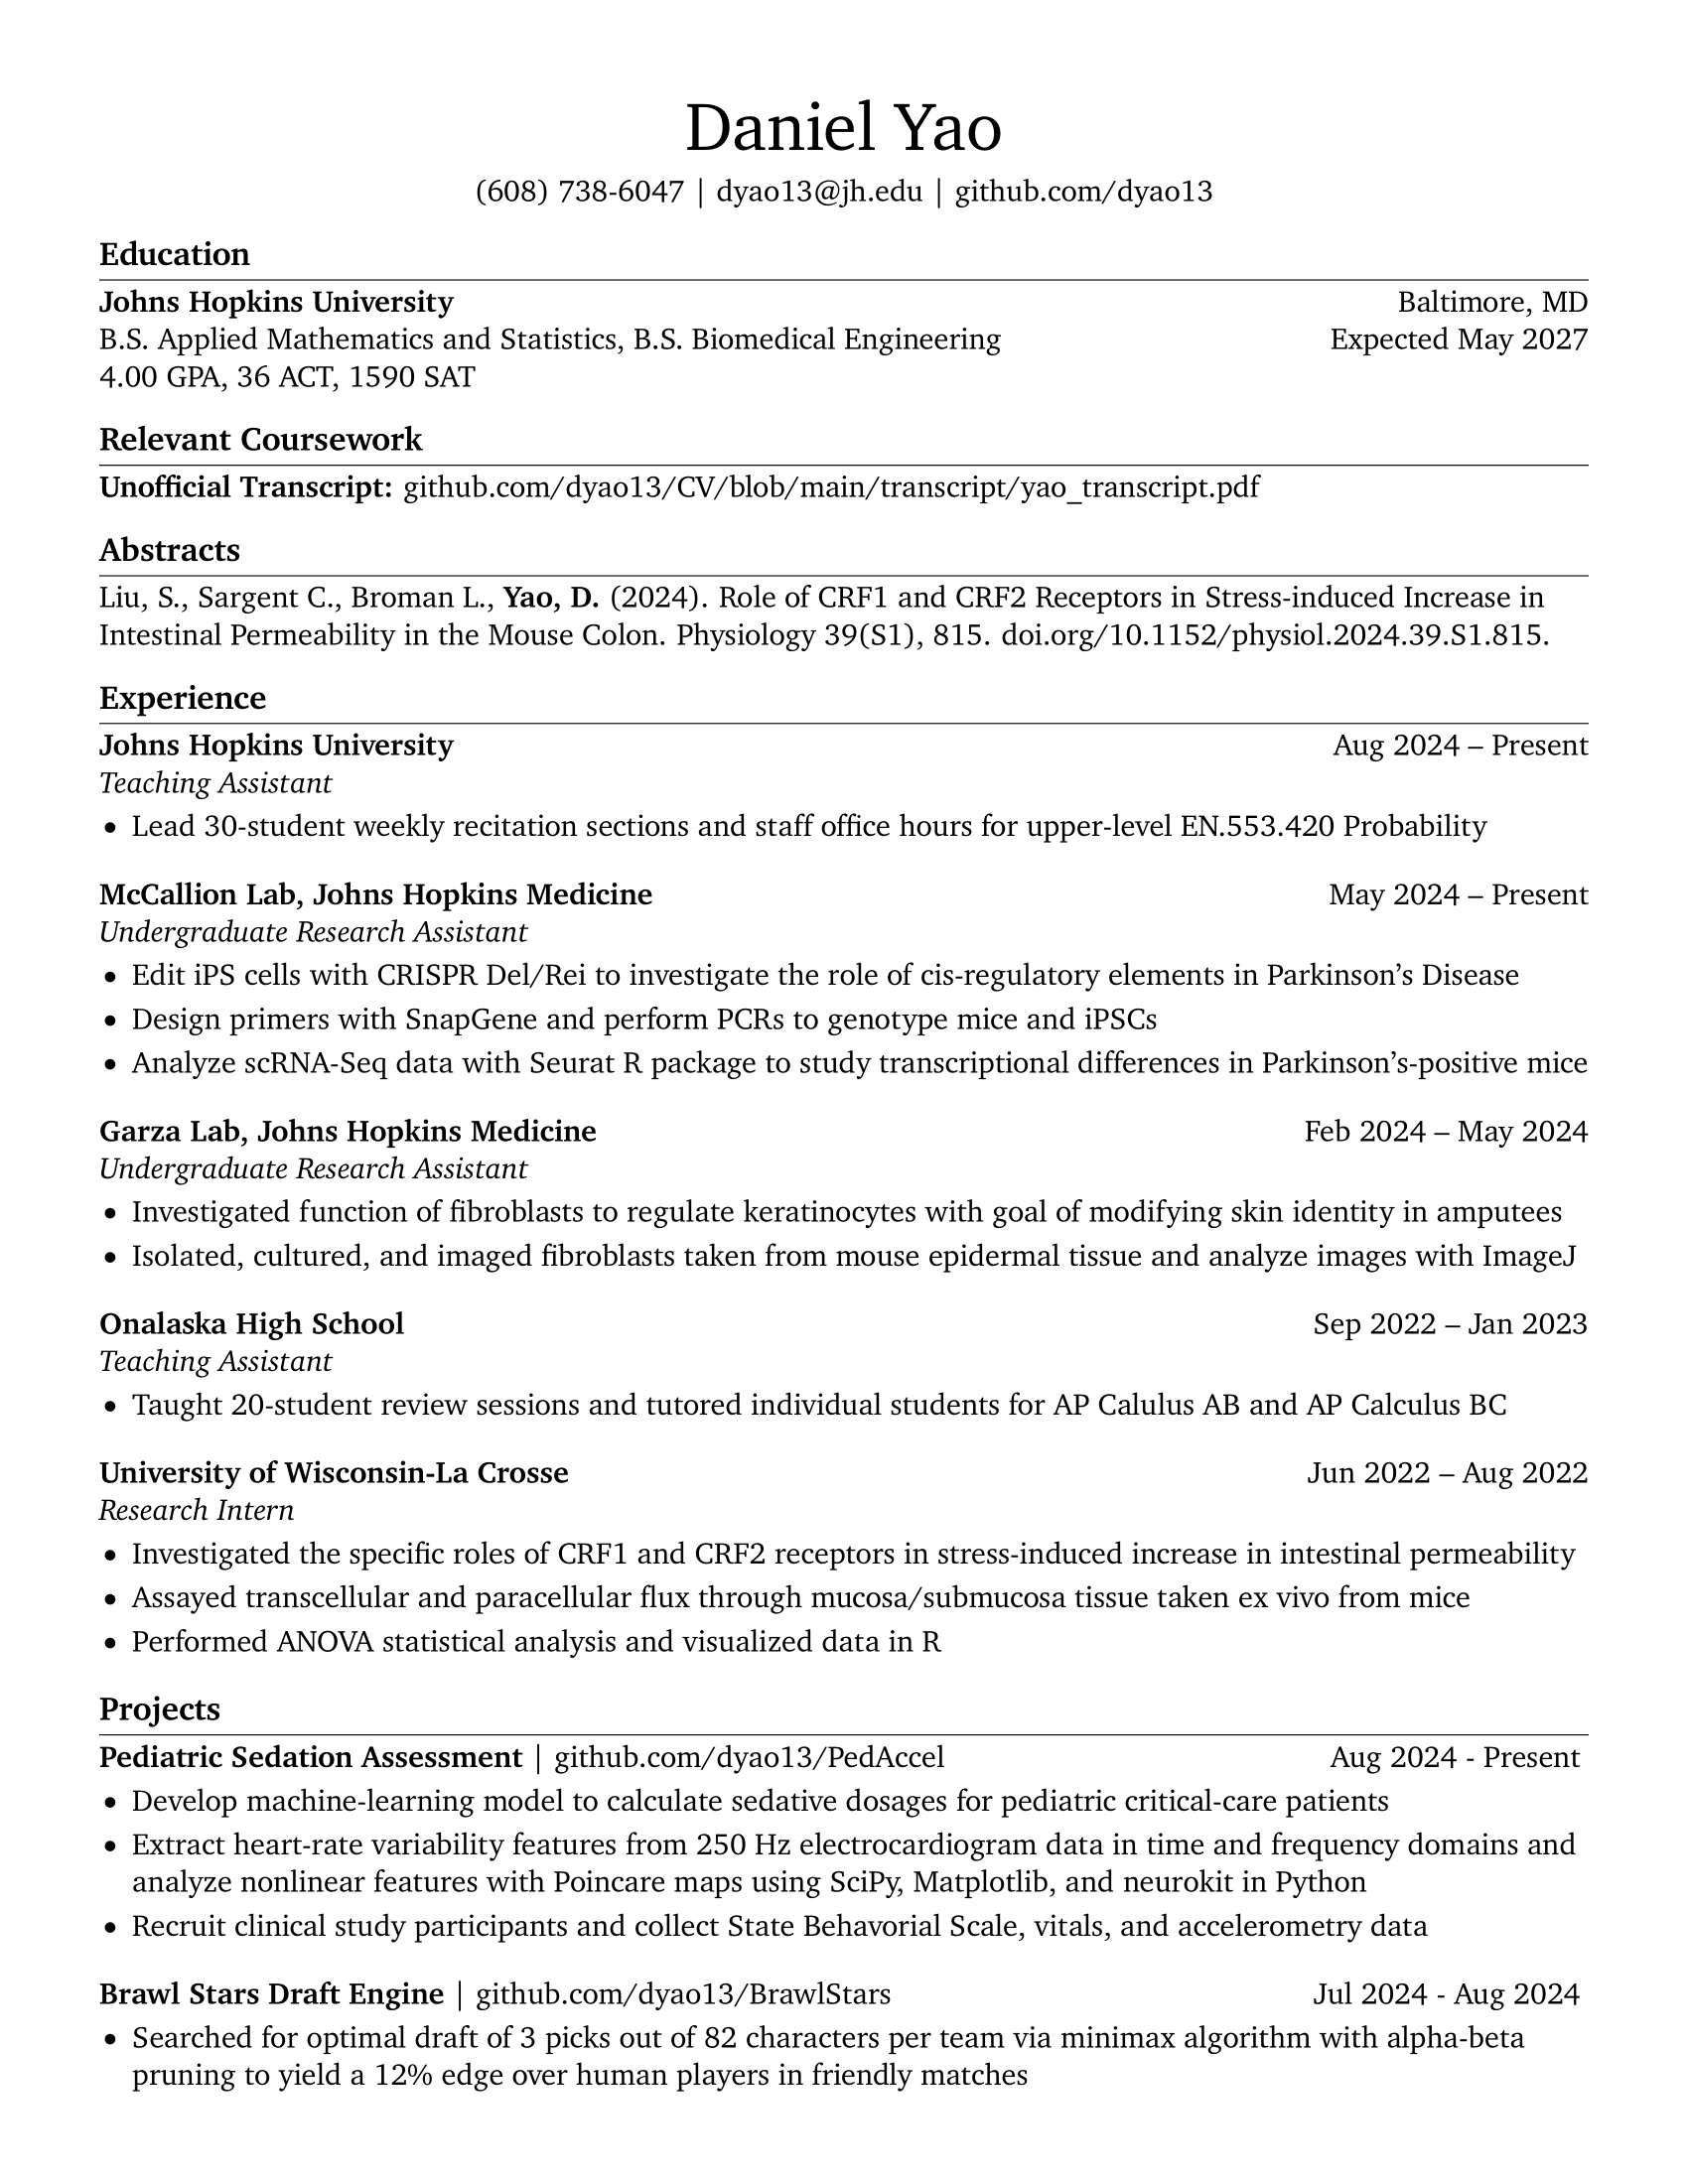 Daniel Yao
(608) 738-6047 | dyao13@jh.edu | github.com/dyao13
Education
Johns Hopkins University Baltimore, MD
B.S. Applied Mathematics and Statistics, B.S. Biomedical Engineering Expected May 2027
4.00 GPA, 36 ACT, 1590 SAT
Relevant Coursework
Unofficial Transcript: github.com/dyao13/CV/blob/main/transcript/yao_transcript.pdf
Abstracts
Liu, S., Sargent C., Broman L., Yao, D. (2024). Role of CRF1 and CRF2 Receptors in Stress-induced Increase in
Intestinal Permeability in the Mouse Colon. Physiology 39(S1), 815. doi.org/10.1152/physiol.2024.39.S1.815.
Experience
Johns Hopkins University Aug 2024 – Present
Teaching Assistant
• Lead 30-student weekly recitation sections and staff office hours for upper-level EN.553.420 Probability
McCallion Lab, Johns Hopkins Medicine May 2024 – Present
Undergraduate Research Assistant
• Edit iPS cells with CRISPR Del/Rei to investigate the role of cis-regulatory elements in Parkinson’s Disease
• Design primers with SnapGene and perform PCRs to genotype mice and iPSCs
• Analyze scRNA-Seq data with Seurat R package to study transcriptional differences in Parkinson’s-positive mice
Garza Lab, Johns Hopkins Medicine Feb 2024 – May 2024
Undergraduate Research Assistant
• Investigated function of fibroblasts to regulate keratinocytes with goal of modifying skin identity in amputees
• Isolated, cultured, and imaged fibroblasts taken from mouse epidermal tissue and analyze images with ImageJ
Onalaska High School Sep 2022 – Jan 2023
Teaching Assistant
• Taught 20-student review sessions and tutored individual students for AP Calulus AB and AP Calculus BC
University of Wisconsin-La Crosse Jun 2022 – Aug 2022
Research Intern
• Investigated the specific roles of CRF1 and CRF2 receptors in stress-induced increase in intestinal permeability
• Assayed transcellular and paracellular flux through mucosa/submucosa tissue taken ex vivo from mice
• Performed ANOVA statistical analysis and visualized data in R
Projects
Pediatric Sedation Assessment | github.com/dyao13/PedAccel Aug 2024 - Present
• Develop machine-learning model to calculate sedative dosages for pediatric critical-care patients
• Extract heart-rate variability features from 250 Hz electrocardiogram data in time and frequency domains and
analyze nonlinear features with Poincare maps using SciPy, Matplotlib, and neurokit in Python
• Recruit clinical study participants and collect State Behavorial Scale, vitals, and accelerometry data
Brawl Stars Draft Engine | github.com/dyao13/BrawlStars Jul 2024 - Aug 2024
• Searched for optimal draft of 3 picks out of 82 characters per team via minimax algorithm with alpha-beta
pruning to yield a 12% edge over human players in friendly matches